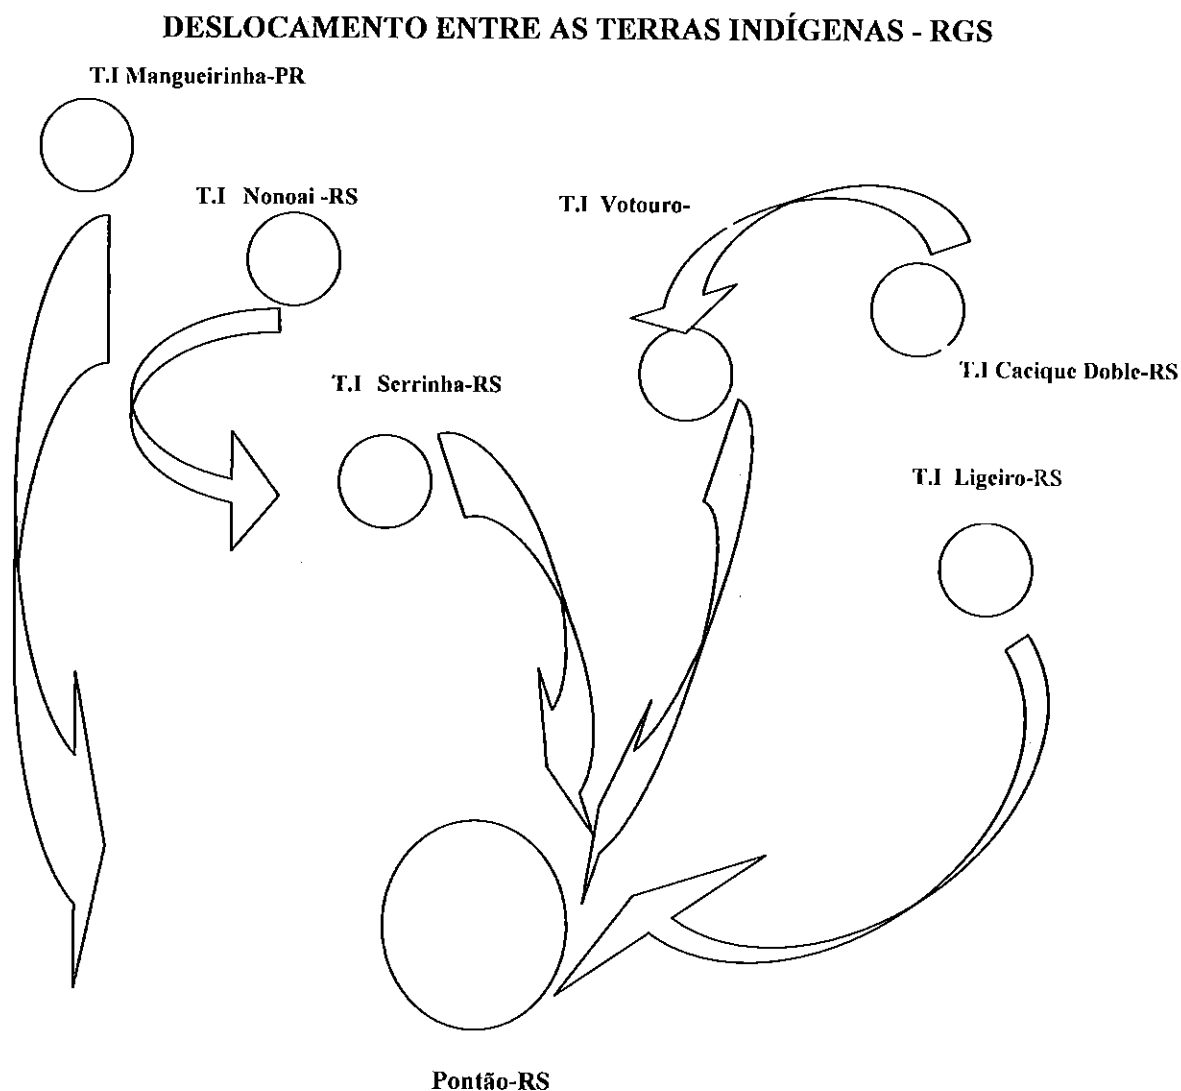 DESLOCAMENTO ENTRE AS TERRAS INDÍGENAS - RGS
T.I Mangueirinha-PR
T.I Nonoai -RS
T.I Votouro-
T.I Serrinha-RS
T.I Cacique Doble-RS
T.I Ligeiro-RS
Pontão-RS